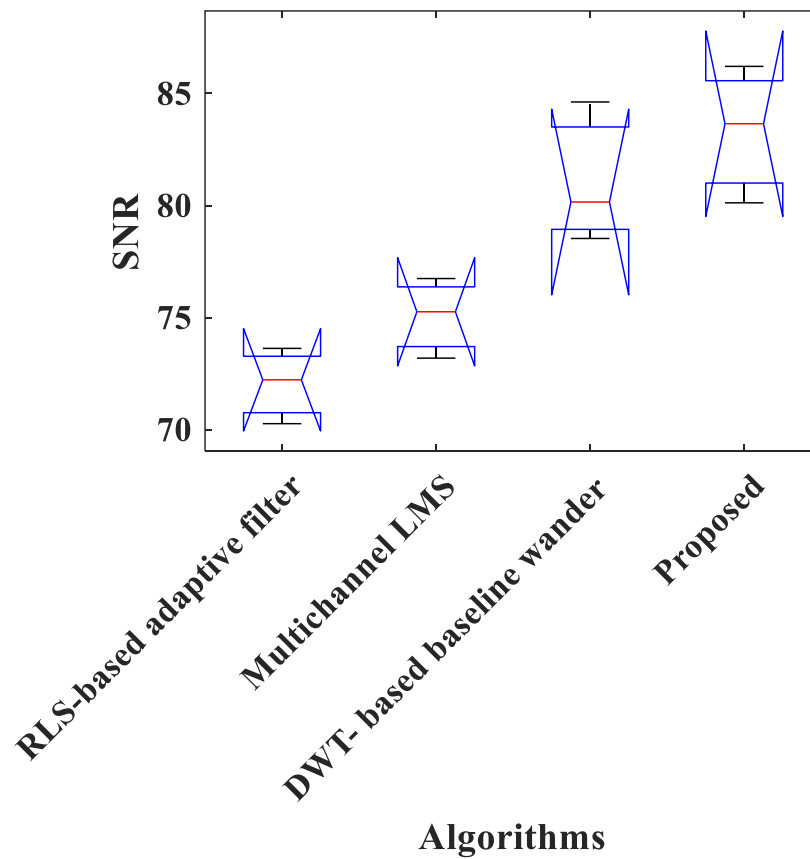 85
80
75
70
SNR
RLS-based adaptive filter
Multichannel LMS
DWT- based baseline wander
Proposed
Algorithms